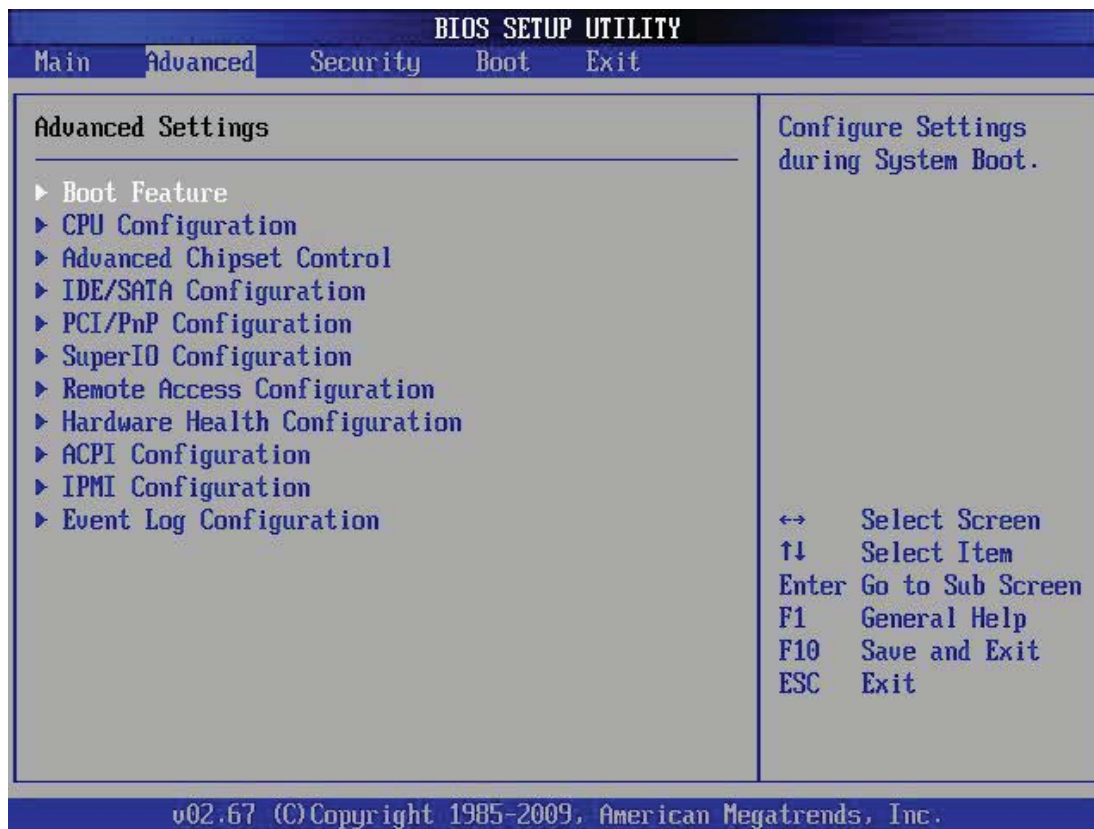 BIOS SETUP UTILITY
Main Advanced Security Boot Exit
Advanced Settings
▶ Boot Feature
▶ CPU Configuration
▶ Advanced Chipset Control
▶ IDE/SATA Configuration
▶ PCI/PnP Configuration
▶ SuperIO Configuration
▶ Remote Access Configuration
▶ Hardware Health Configuration
▶ ACPI Configuration
▶ IPMI Configuration
▶ Event Log Configuration
Configure Settings
during System Boot.
↔ Select Screen
↑↓ Select Item
Enter Go to Sub Screen
F1 General Help
F10 Save and Exit
ESC Exit
v02.67 (C)Copyright 1985-2009, American Megatrends, Inc.